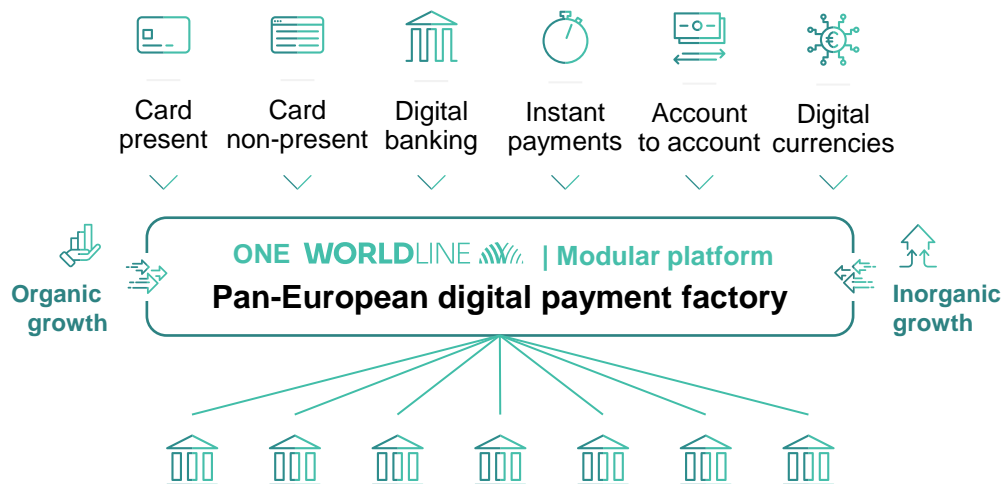 Card
present
Card
non-present
Digital
banking
Instant
payments
Account
to account
Digital
currencies
Organic
growth
ONE WORLDLINE | Modular platform
Pan-European digital payment factory
Inorganic
growth